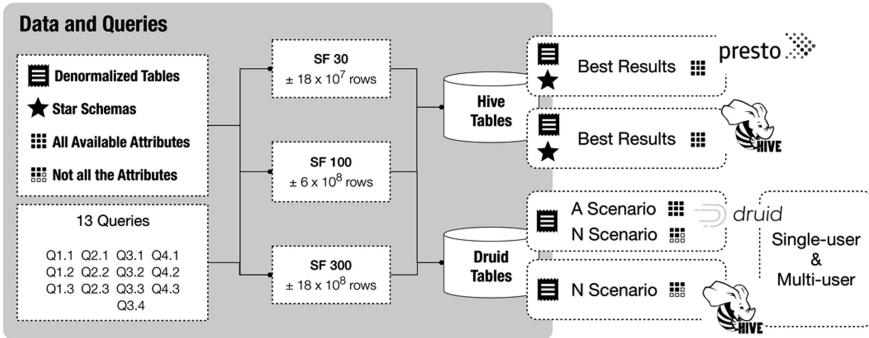 Data and Queries
Denormalized Tables
Star Schemas
All Available Attributes
Not all the Attributes
13 Queries
Q1.1 Q2.1 Q3.1 Q4.1
Q1.2 Q2.2 Q3.2 Q4.2
Q1.3 Q2.3 Q3.3 Q4.3
Q3.4
SF 30
± 18 x 10⁷ rows
SF 100
± 6 x 10⁸ rows
SF 300
± 18 x 10⁸ rows
Hive
Tables
Druid
Tables
Best Results
presto
Best Results
HIVE
A Scenario
N Scenario
druid
N Scenario
HIVE
Single-user
&
Multi-user